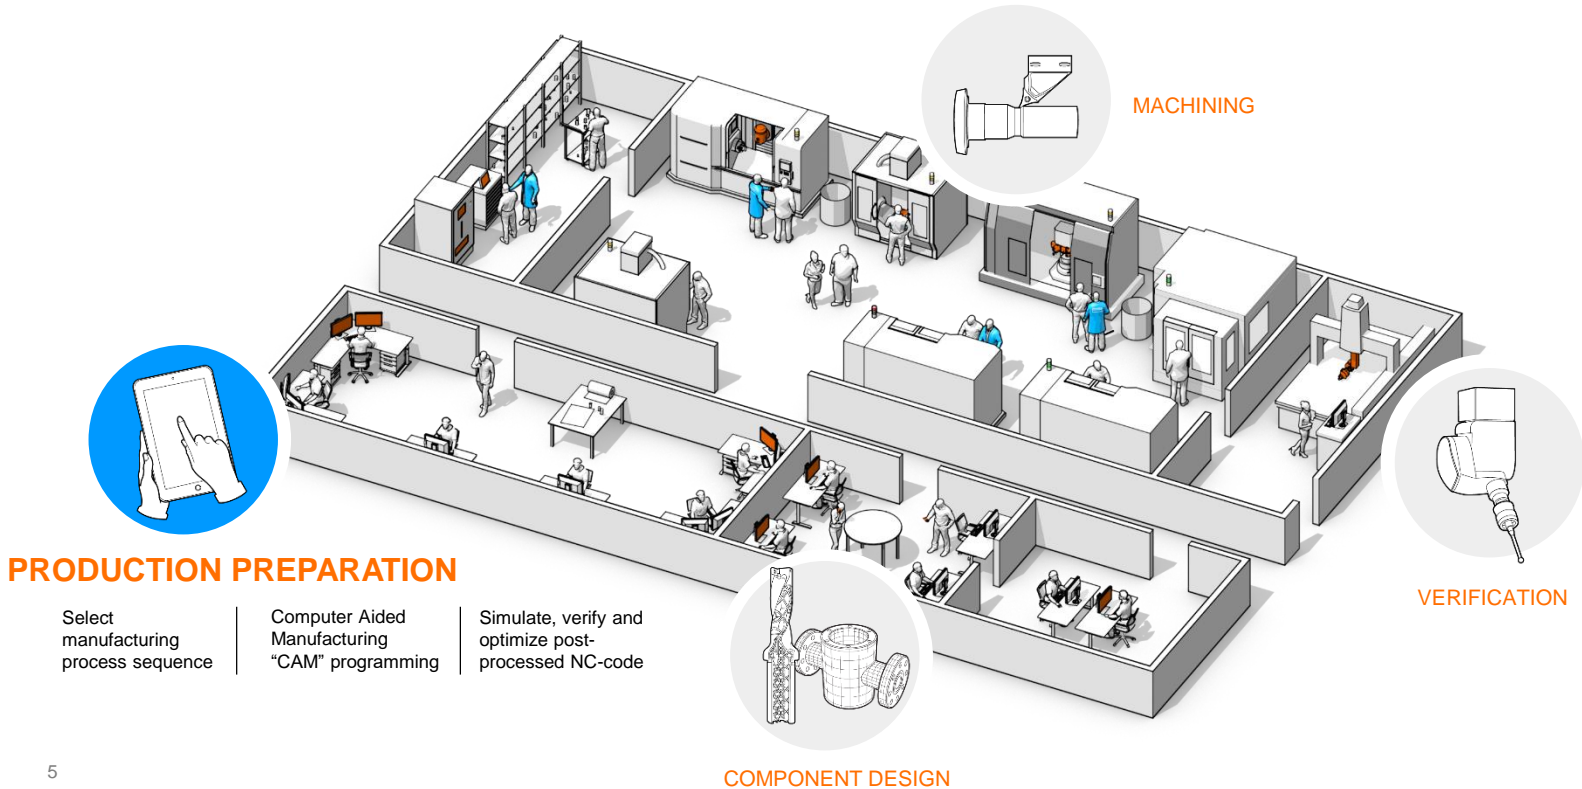 MACHINING
VERIFICATION
PRODUCTION PREPARATION
Select
manufacturing
process sequence
Computer Aided
Manufacturing
“CAM” programming
Simulate, verify and
optimize post-
processed NC-code
COMPONENT DESIGN
5